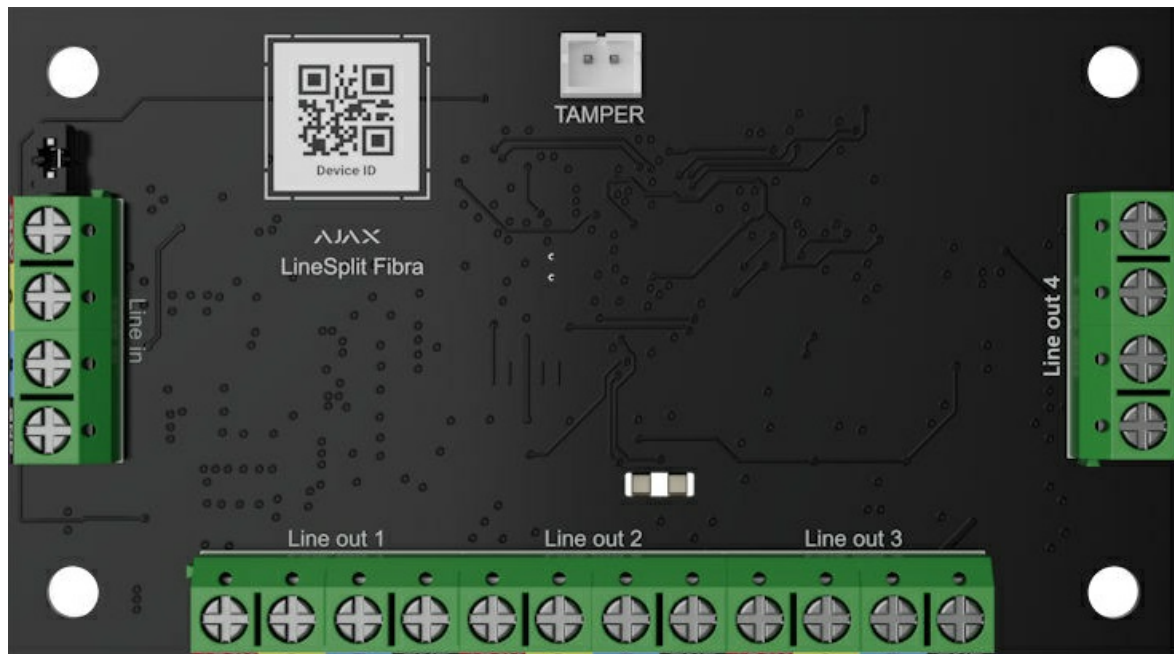 TAMPER
Device ID
AJAX
LineSplit Fibra
Line in
Line out 4
Line out 1
Line out 2
Line out 3